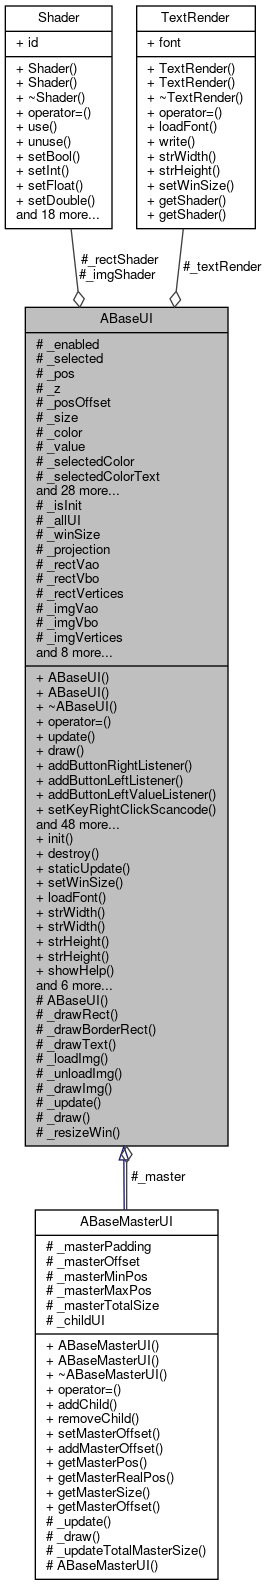 Shader
+ id
+ Shader()
+ Shader()
+ ~Shader()
+ operator=()
+ use()
+ unuse()
+ setBool()
+ setInt()
+ setFloat()
+ setDouble()
and 18 more...
TextRender
+ font
+ TextRender()
+ TextRender()
+ ~TextRender()
+ operator=()
+ loadFont()
+ write()
+ strWidth()
+ strHeight()
+ setWinSize()
+ getShader()
+ getShader()
#_rectShader
#_imgShader
#_textRender
ABaseUI
# _enabled
# _selected
# _pos
# _z
# _posOffset
# _size
# _color
# _value
# _selectedColor
# _selectedColorText
and 28 more...
# _isInit
# _allUI
# _winSize
# _projection
# _rectVao
# _rectVbo
# _rectVertices
# _imgVao
# _imgVbo
# _imgVertices
and 8 more...
+ ABaseUI()
+ ABaseUI()
+ ~ABaseUI()
+ operator=()
+ update()
+ draw()
+ addButtonRightListener()
+ addButtonLeftListener()
+ addButtonLeftValueListener()
+ setKeyRightClickScancode()
and 48 more...
+ init()
+ destroy()
+ staticUpdate()
+ setWinSize()
+ loadFont()
+ strWidth()
+ strWidth()
+ strHeight()
+ strHeight()
+ showHelp()
and 6 more...
# ABaseUI()
# _drawRect()
# _drawBorderRect()
# _drawText()
# _loadImg()
# _unloadImg()
# _drawImg()
# _update()
# _draw()
# _resizeWin()
#_master
ABaseMasterUI
# _masterPadding
# _masterOffset
# _masterMinPos
# _masterMaxPos
# _masterTotalSize
# _childUI
+ ABaseMasterUI()
+ ABaseMasterUI()
+ ~ABaseMasterUI()
+ operator=()
+ addChild()
+ removeChild()
+ setMasterOffset()
+ addMasterOffset()
+ getMasterPos()
+ getMasterRealPos()
+ getMasterSize()
+ getMasterOffset()
# _update()
# _draw()
# _updateTotalMasterSize()
# ABaseMasterUI()